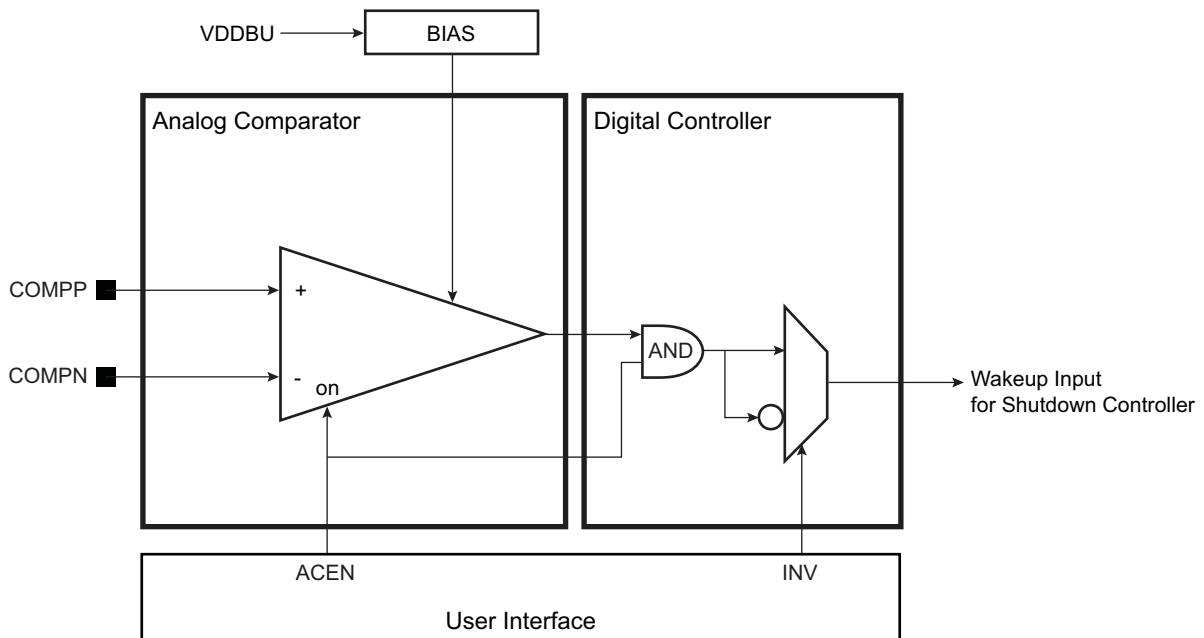 VDDBU
BIAS
Analog Comparator
Digital Controller
COMPP
+
AND
COMPN
-
on
Wakeup Input
for Shutdown Controller
ACEN
INV
User Interface